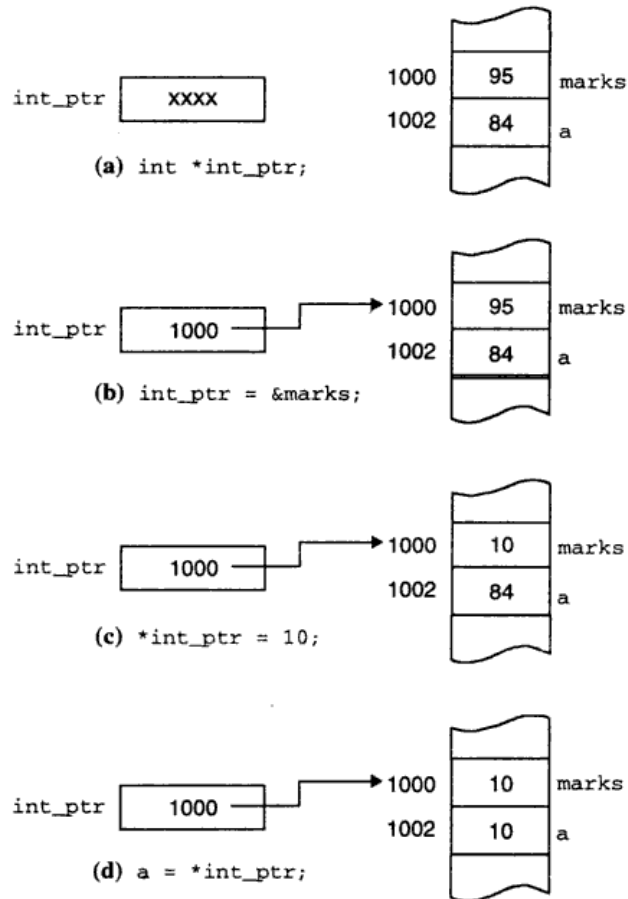 int_ptr XXXX 1000 95 marks
1002 84 a
(a) int *int_ptr;
int_ptr 1000 1000 95 marks
1002 84 a
(b) int_ptr = &marks;
int_ptr 1000 1000 10 marks
1002 84 a
(c) *int_ptr = 10;
int_ptr 1000 1000 10 marks
1002 10 a
(d) a = *int_ptr;